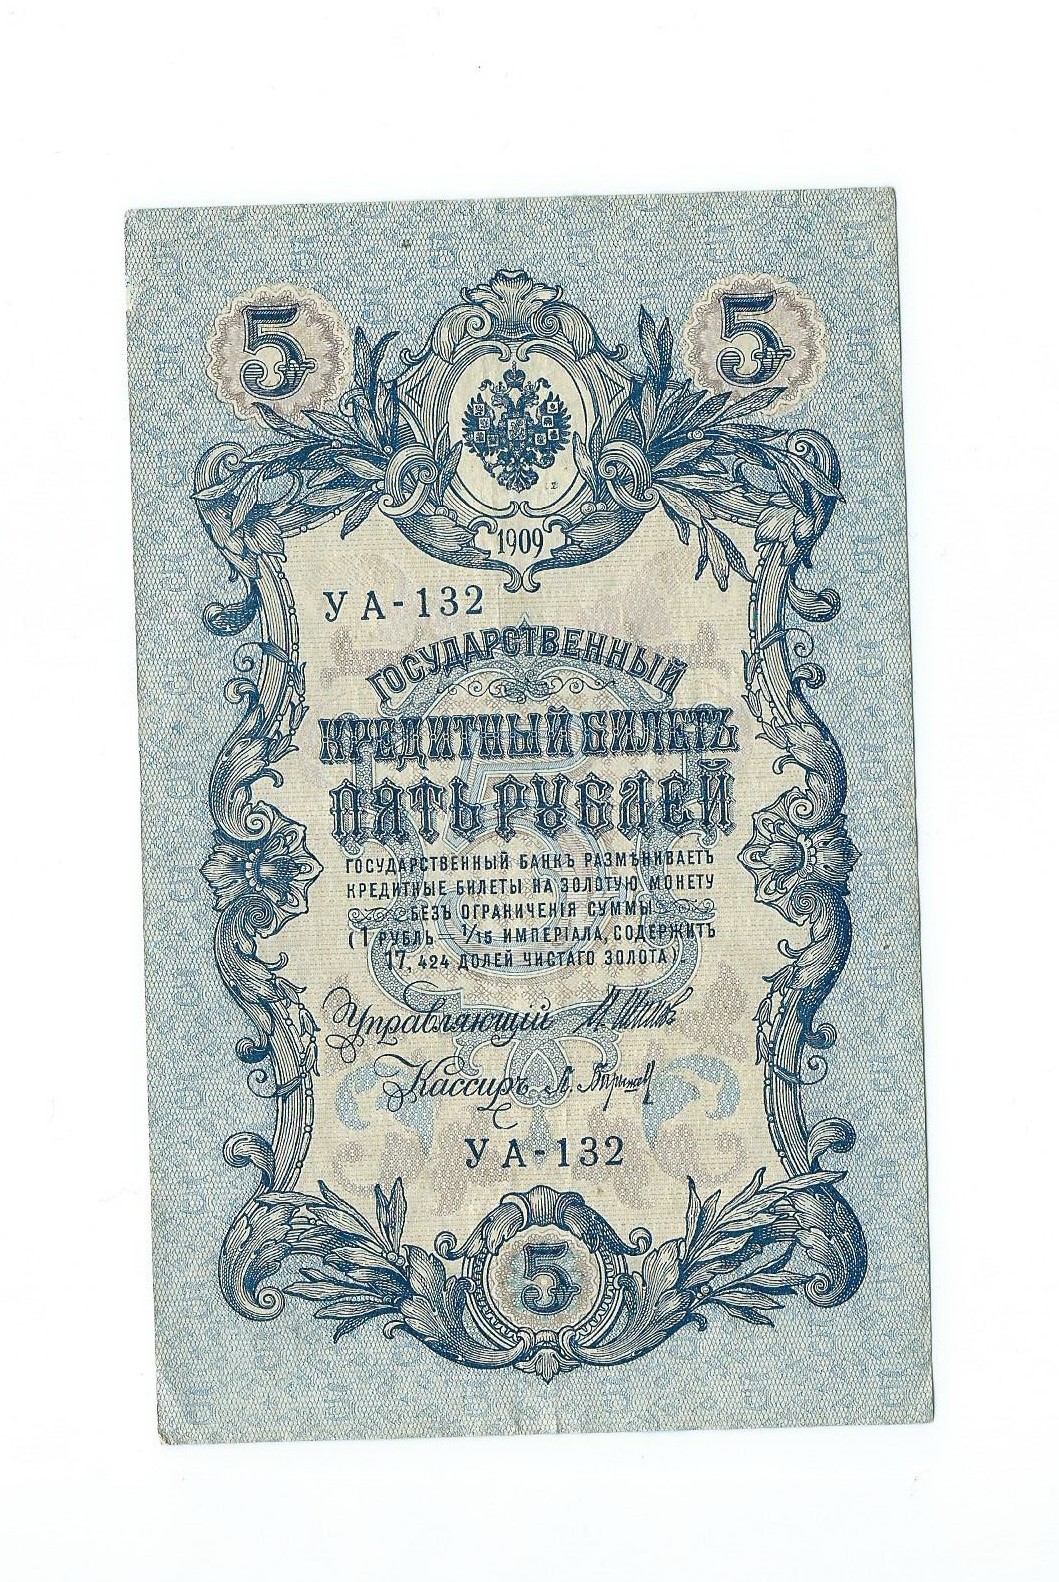 5 5
1909
УА-132
ГОСУДАРСТВЕННЫЙ
КРЕДИТНЫЙ БИЛЕТЪ
ПЯТЬ РУБЛЕЙ
ГОСУДАРСТВЕННЫЙ БАНКЪ РАЗМѢНИВАЕТЪ
КРЕДИТНЫЕ БИЛЕТЫ НА ЗОЛОТУЮ МОНЕТУ
БЕЗЪ ОГРАНИЧЕНІЯ СУММЫ
(1 РУБЛЬ = 1/15 ИМПЕРІАЛА, СОДЕРЖИТЪ
17,424 ДОЛЕЙ ЧИСТАГО ЗОЛОТА).
Управляющій И. Шипов
Кассиръ
УА-132
5